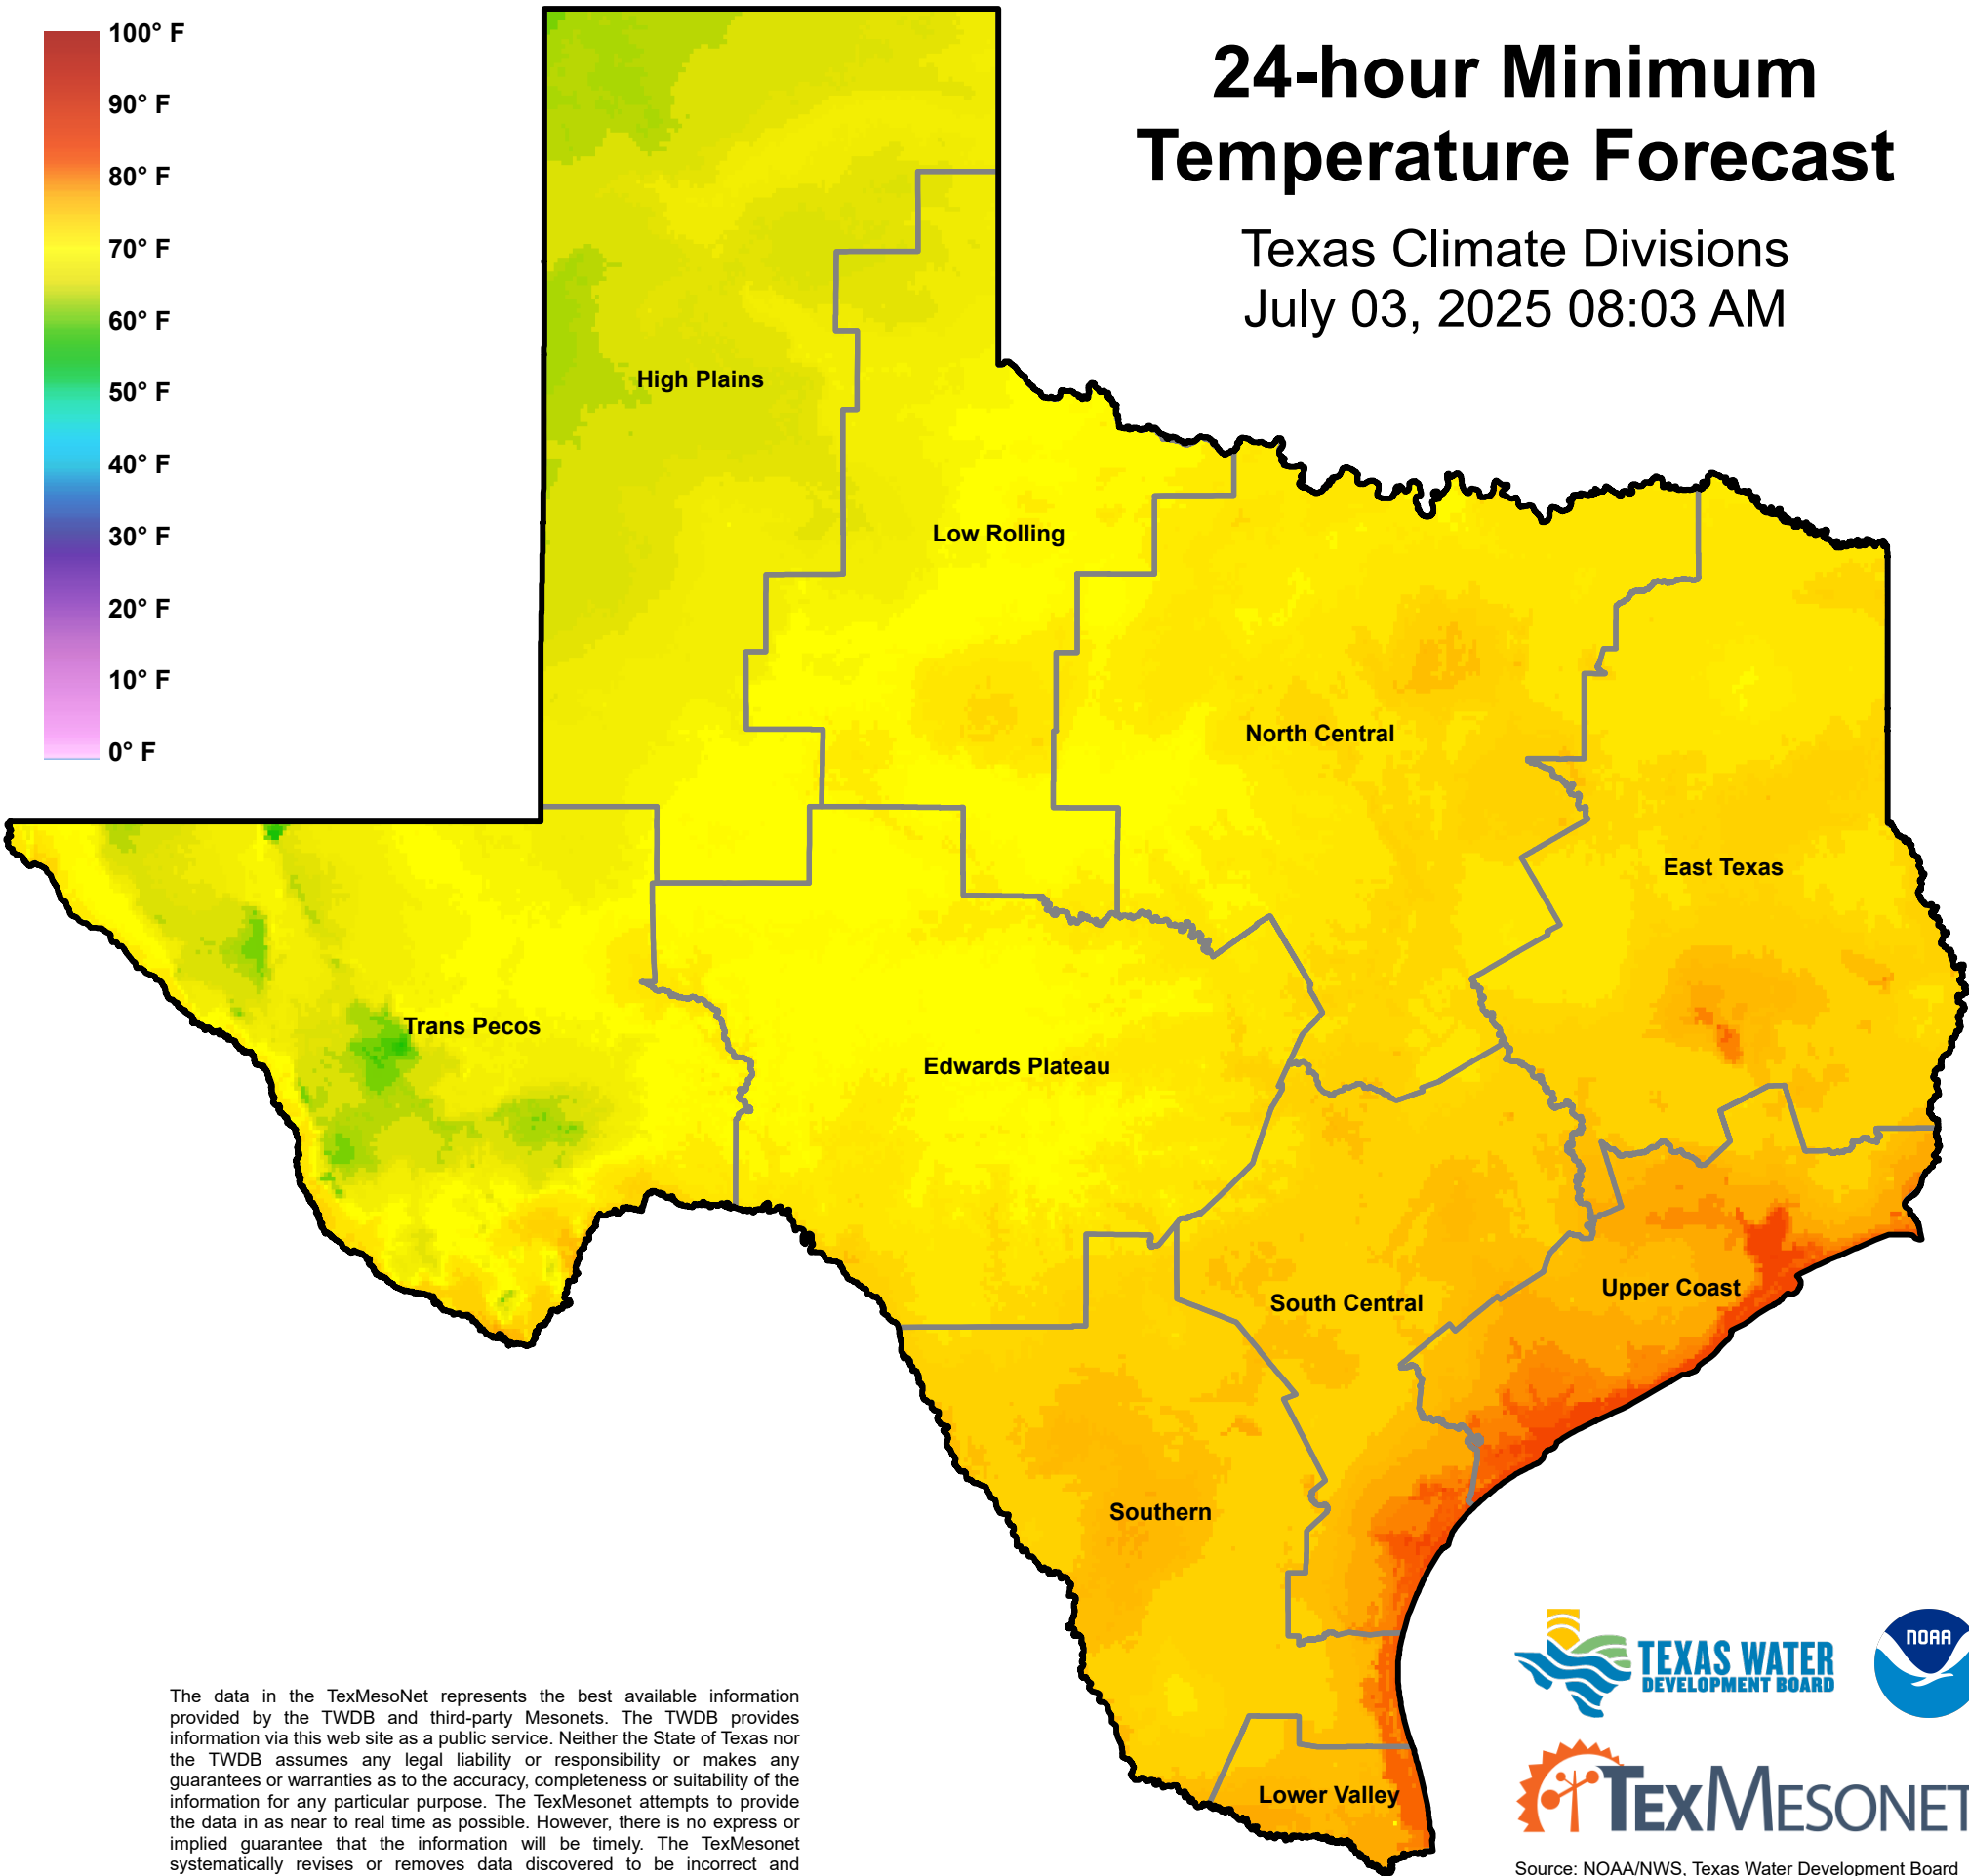 100° F
90° F
80° F
70° F
60° F
50° F
40° F
30° F
20° F
10° F
0° F
24-hour Minimum
Temperature Forecast
Texas Climate Divisions
July 03, 2025 08:03 AM
High Plains
Low Rolling
North Central
East Texas
Trans Pecos
Edwards Plateau
South Central
Upper Coast
Southern
Lower Valley
TEXAS WATER
DEVELOPMENT BOARD
NOAA
TEXMESONET
Source: NOAA/NWS, Texas Water Development Board
The data in the TexMesoNet represents the best available information
provided by the TWDB and third-party Mesonets. The TWDB provides
information via this web site as a public service. Neither the State of Texas nor
the TWDB assumes any legal liability or responsibility or makes any
guarantees or warranties as to the accuracy, completeness or suitability of the
information for any particular purpose. The TexMesonet attempts to provide
the data in as near to real time as possible. However, there is no express or
implied guarantee that the information will be timely. The TexMesonet
systematically revises or removes data discovered to be incorrect and